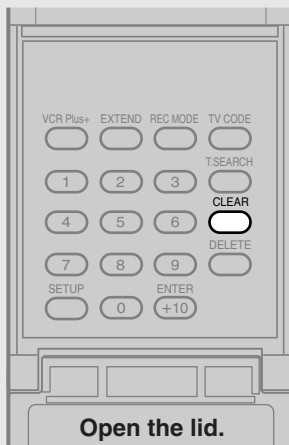 VCR Plus+ EXTEND REC MODE TV CODE
T.SEARCH
1 2 3
CLEAR
4 5 6
DELETE
7 8 9
SETUP ENTER
0 +10
Open the lid.